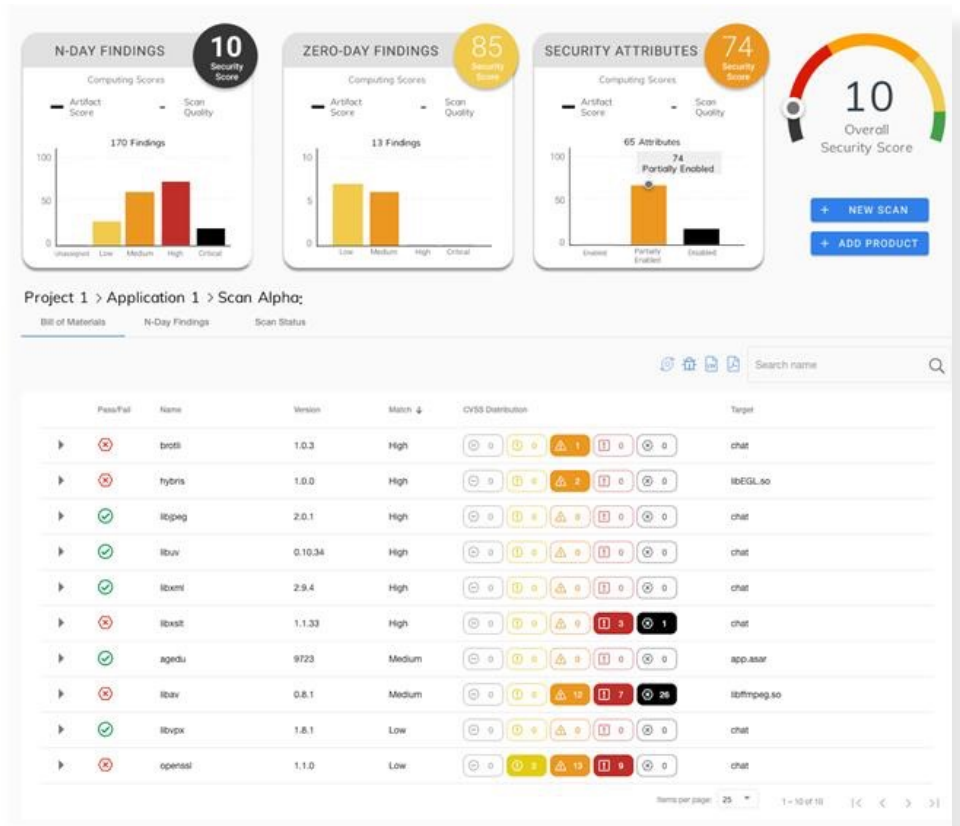 N-DAY FINDINGS
10
Security
Score
Computing Scores
Artifact
Score
Scan
Quality
170 Findings
100
50
0
Unassigned Low Medium High Critical
ZERO-DAY FINDINGS
85
Security
Score
Computing Scores
Artifact
Score
Scan
Quality
13 Findings
10
5
0
Low Medium High Critical
SECURITY ATTRIBUTES
74
Security
Score
Computing Scores
Artifact
Score
Scan
Quality
65 Attributes
74
Partially Enabled
100
50
0
Enabled Partially Enabled Disabled
10
Overall
Security Score
+ NEW SCAN
+ ADD PRODUCT
Project 1 > Application 1 > Scan Alpha:
Bill of Materials N-Day Findings Scan Status
Search name
Pass/Fail Name Version Match CVSS Distribution Target
brotli 1.0.3 High 0 0 1 0 0 chat
hybris 1.0.0 High 0 0 2 0 0 libEGL.so
libjpeg 2.0.1 High 0 0 0 0 0 chat
libuv 0.10.34 High 0 0 0 0 0 chat
libxml 2.9.4 High 0 0 0 0 0 chat
libxslt 1.1.33 High 0 0 0 3 1 chat
agedu 9723 Medium 0 0 0 0 0 app.asar
libav 0.8.1 Medium 0 0 7 26 libffmpeg.so
libvpx 1.8.1 Low 0 0 0 0 0 chat
openssl 1.1.0 Low 0 13 9 0 chat
Items per page: 25 1 – 10 of 10